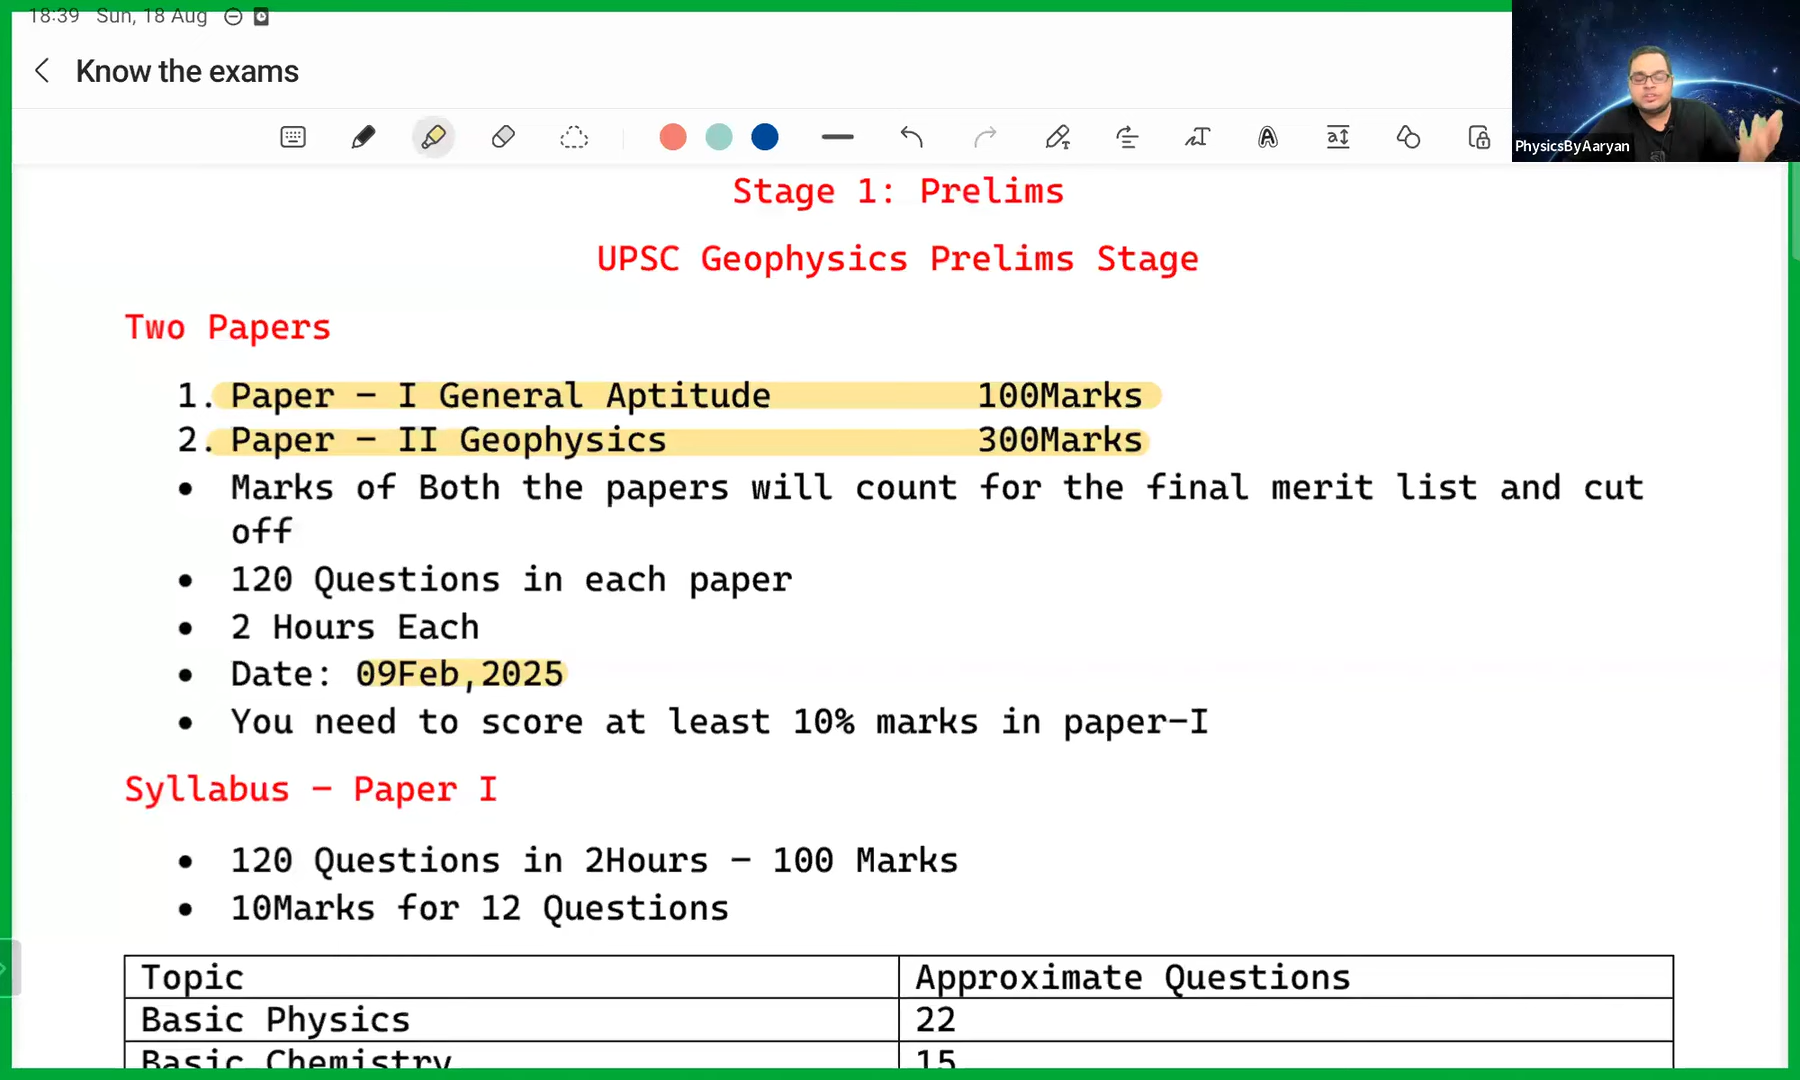 18:39 Sun, 18 Aug
Know the exams
PhysicsByAaryan
Stage 1: Prelims
UPSC Geophysics Prelims Stage
Two Papers
1. Paper – I General Aptitude 100Marks
2. Paper – II Geophysics 300Marks
• Marks of Both the papers will count for the final merit list and cut
off
• 120 Questions in each paper
• 2 Hours Each
• Date: 09Feb,2025
• You need to score at least 10% marks in paper-I
Syllabus – Paper I
• 120 Questions in 2Hours – 100 Marks
• 10Marks for 12 Questions
Topic Approximate Questions
Basic Physics 22
Basic Chemistry 15